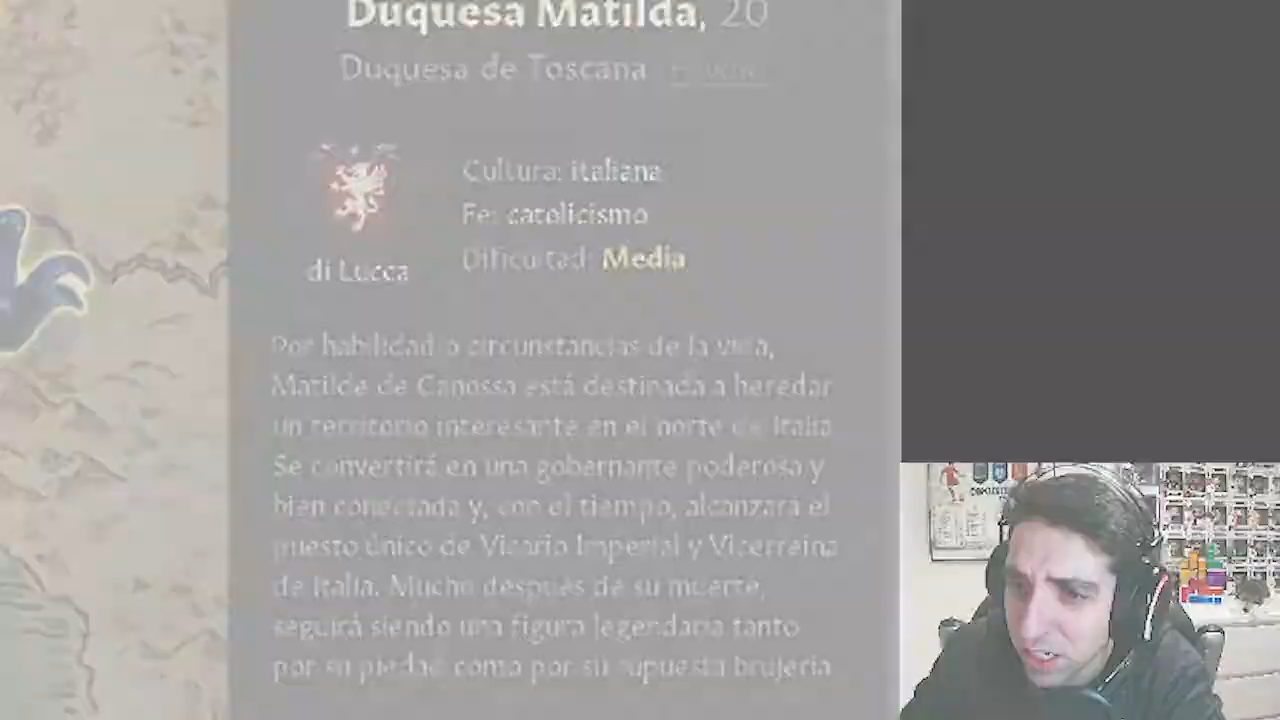 Duquesa Matilda, 20
Duquesa de Toscana
Cultura: italiana
Fe: catolicismo
Dificultad: Media
di Lucca
Por habilidad o circunstancias de la vida,
Matilde de Canossa está destinada a heredar
un territorio interesante en el norte de Italia
Se convertirá en una gobernante poderosa y
bien conectada y, con el tiempo, alcanzará el
puesto único de Vicario Imperial y Vicerreina
de Italia. Mucho después de su muerte,
seguirá siendo una figura legendaria tanto
por su piedad como por su supuesta brujería